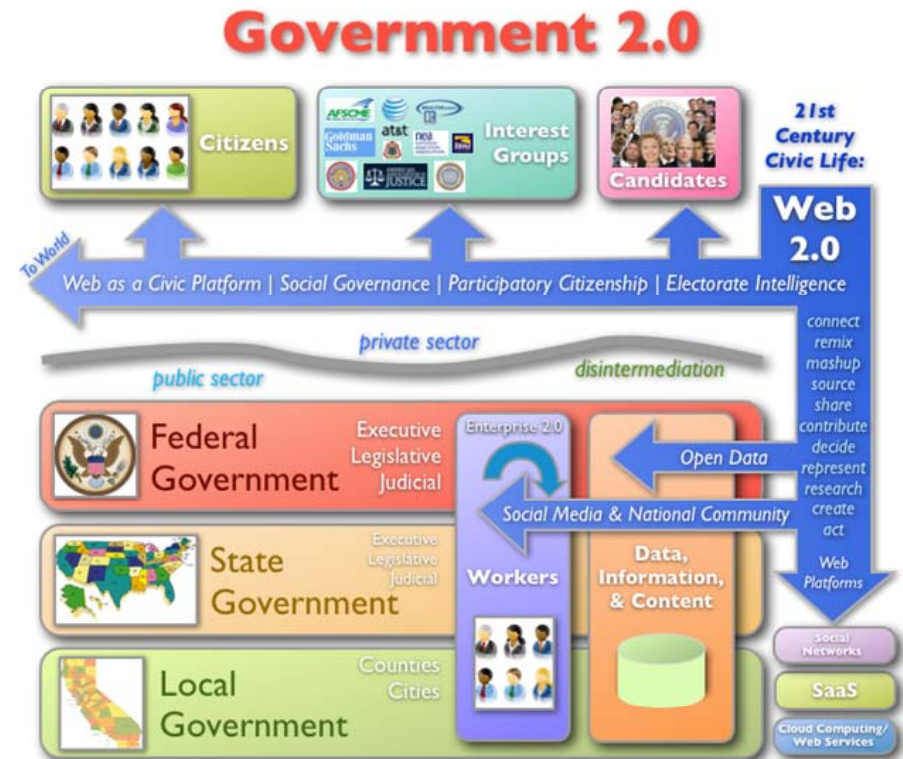 Government 2.0
Citizens
AFSCME
at&t
Goldman
Sachs
nea
JUSTICE
Interest
Groups
Candidates
21st
Century
Civic Life:
Web
2.0
To World
Web as a Civic Platform | Social Governance | Participatory Citizenship | Electorate Intelligence
connect
remix
mashup
source
share
contribute
decide
represent
research
create
act
Web
Platforms
private sector
public sector
disintermediation
Federal
Government
Executive
Legislative
Judicial
Enterprise 2.0
Open Data
Social Media & National Community
State
Government
Executive
Legislative
Judicial
Workers
Data,
Information,
& Content
Local
Government
Counties
Cities
Social
Networks
SaaS
Cloud Computing/
Web Services